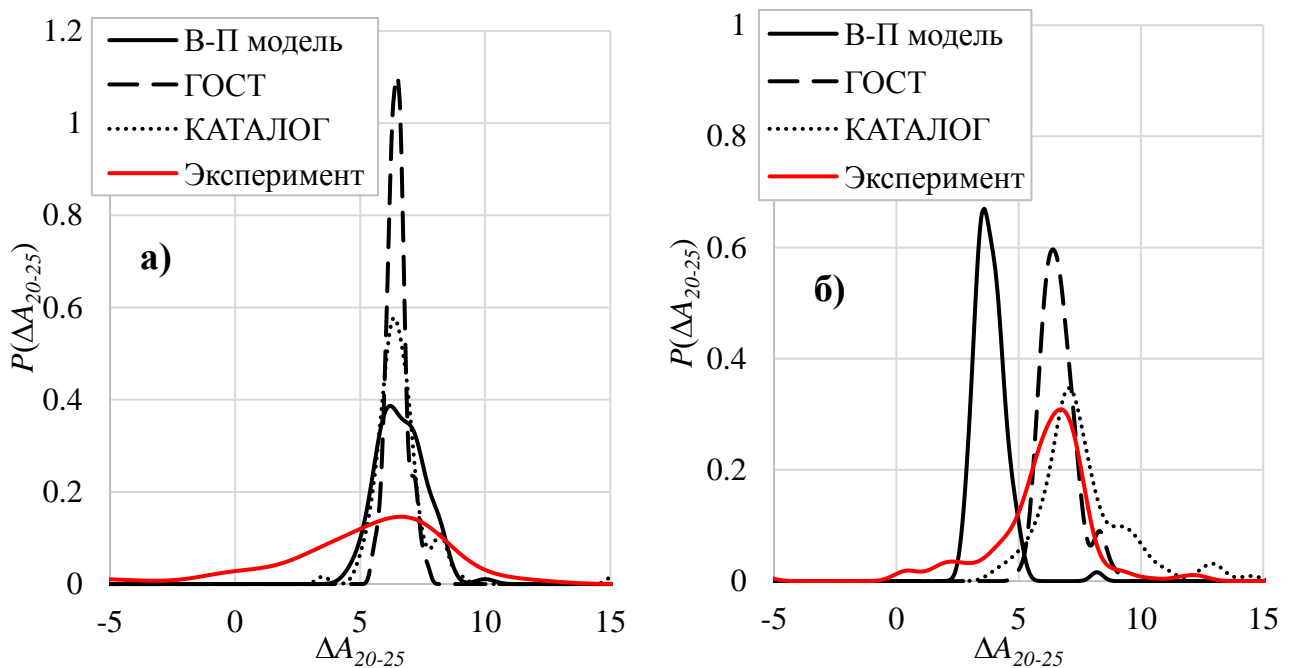 1.2
1
0.8
0.6
0.4
0.2
0
В-П модель
ГОСТ
КАТАЛОГ
Эксперимент
а)
P(ΔA20-25)
-5 0 5 10 15
ΔA20-25
1
0.8
0.6
0.4
0.2
0
В-П модель
ГОСТ
КАТАЛОГ
Эксперимент
б)
P(ΔA20-25)
-5 0 5 10 15
ΔA20-25